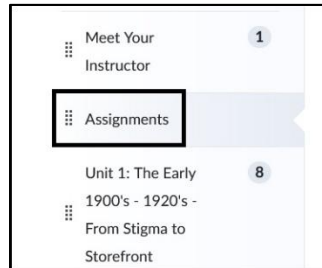 Meet Your 1
Instructor
Assignments
Unit 1: The Early 8
1900's - 1920's -
From Stigma to
Storefront